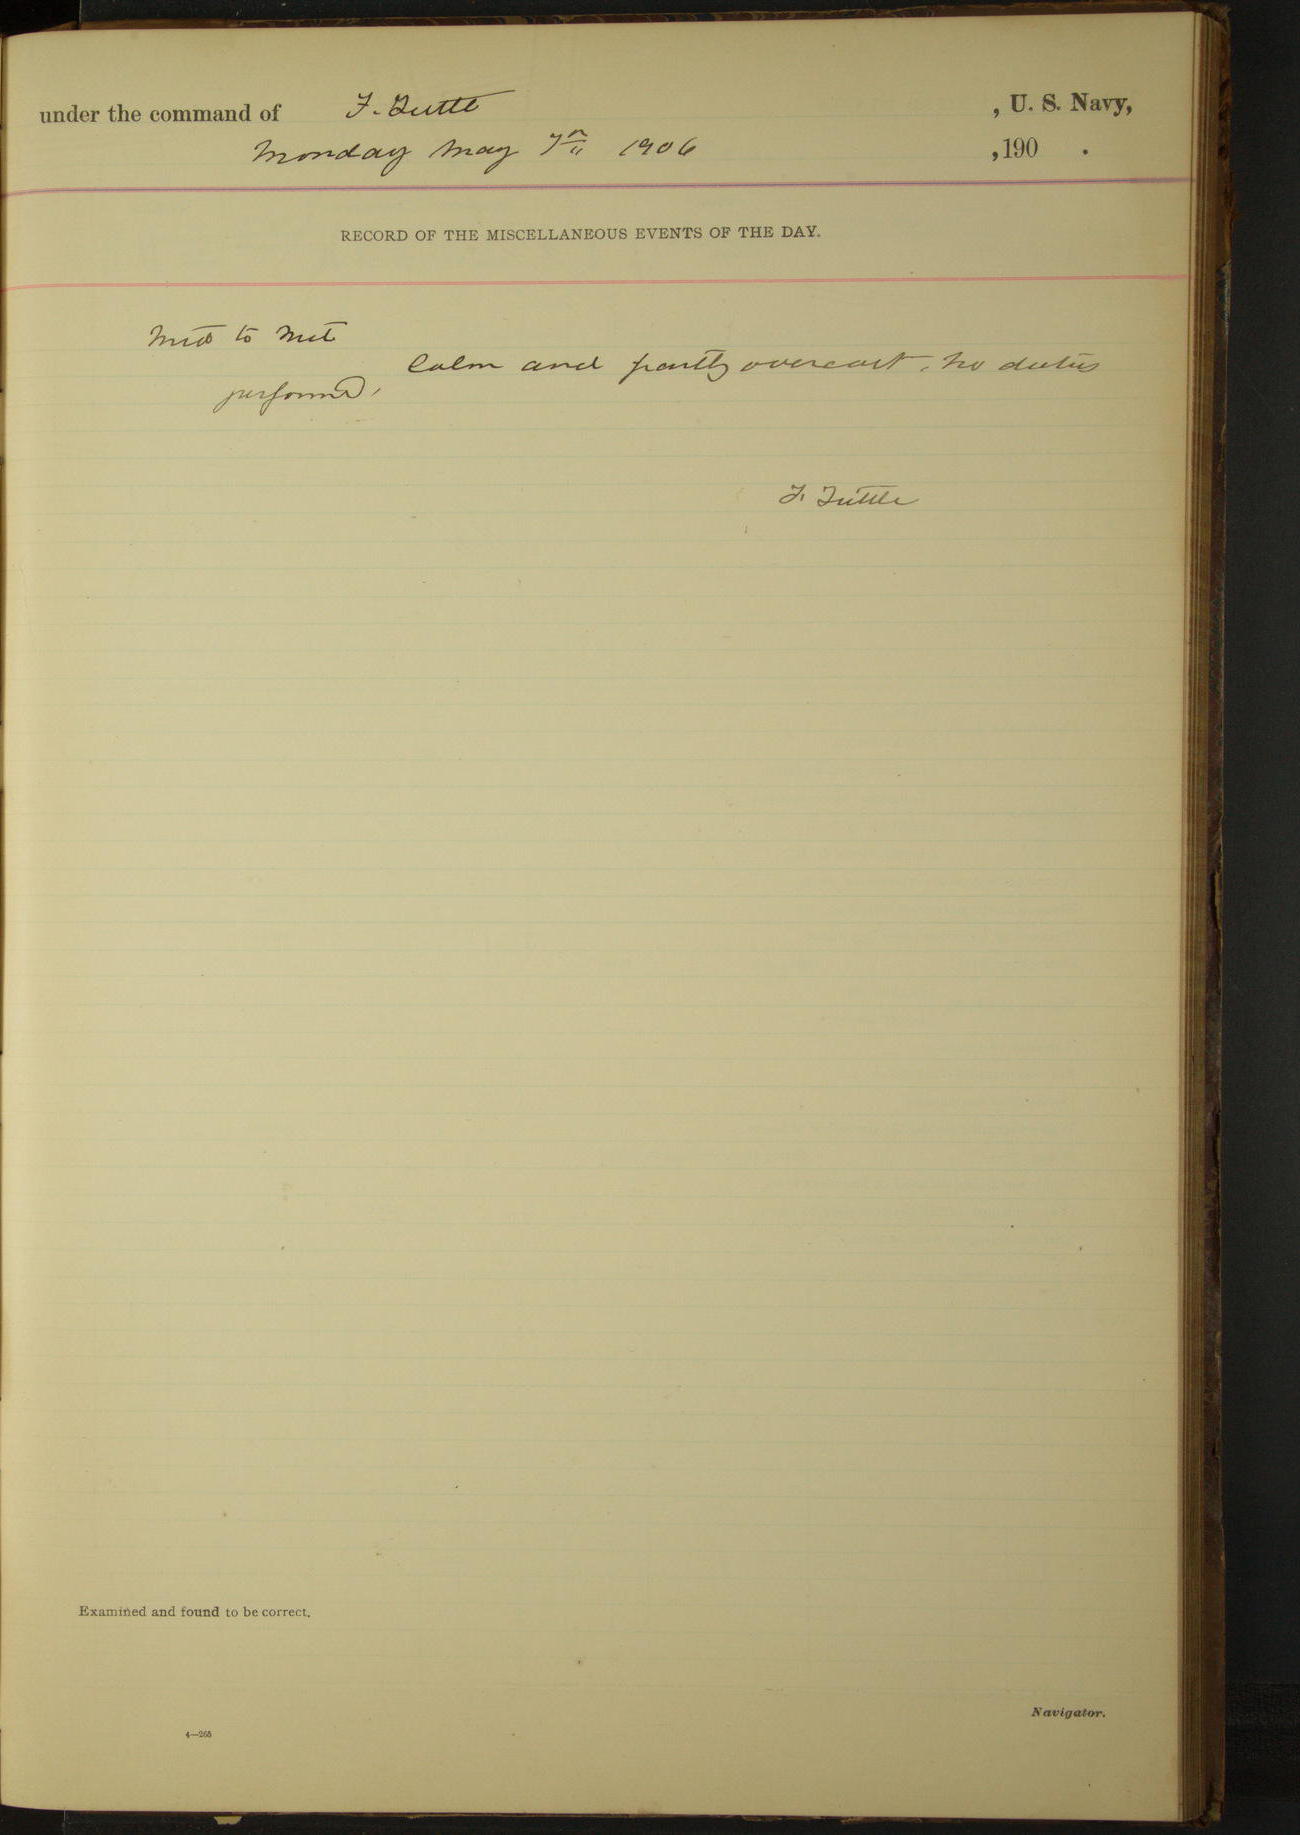 under the command of F. Tuttle , U. S. Navy,
Monday May 7th 1906 ,190 .
RECORD OF THE MISCELLANEOUS EVENTS OF THE DAY.
Mid to Mid
Calm and partly overcast. No duties
performed.
F. Tuttle
Examined and found to be correct.
Navigator.
4—265